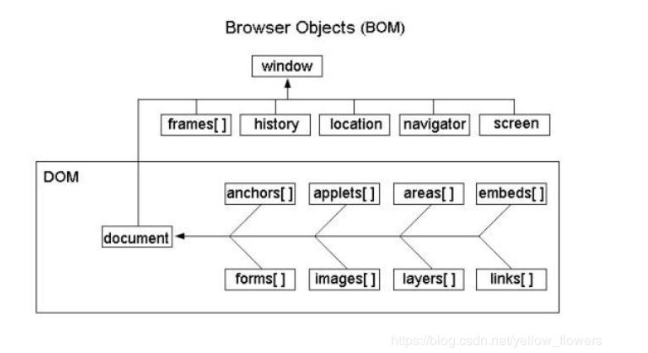 Browser Objects (BOM)
window
frames[ ] history location navigator screen
DOM
anchors[ ] applets[ ] areas[ ] embeds[ ]
document
forms[ ] images[ ] layers[ ] links[ ]
https://blog.csdn.net/yellow_flowers